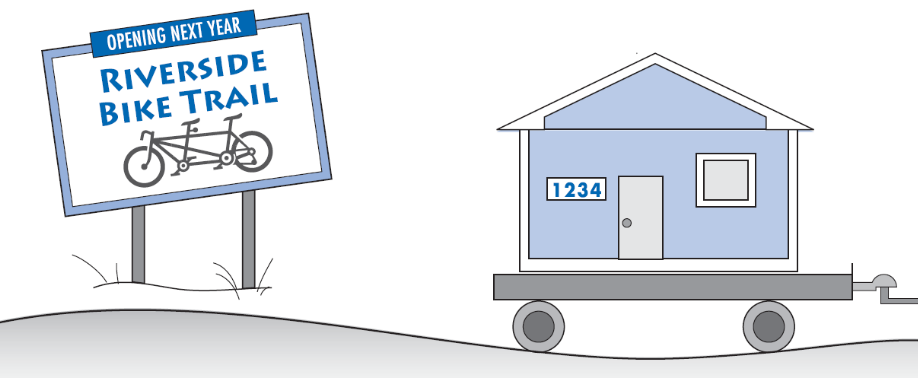 OPENING NEXT YEAR
RIVERSIDE
BIKE TRAIL
1234